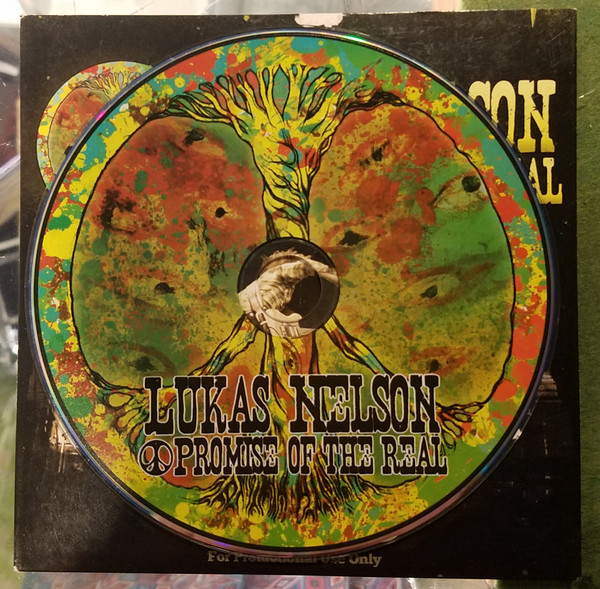 SON
AL
LUKAS NELSON
PROMISE OF THE REAL
For Promotional Use Only